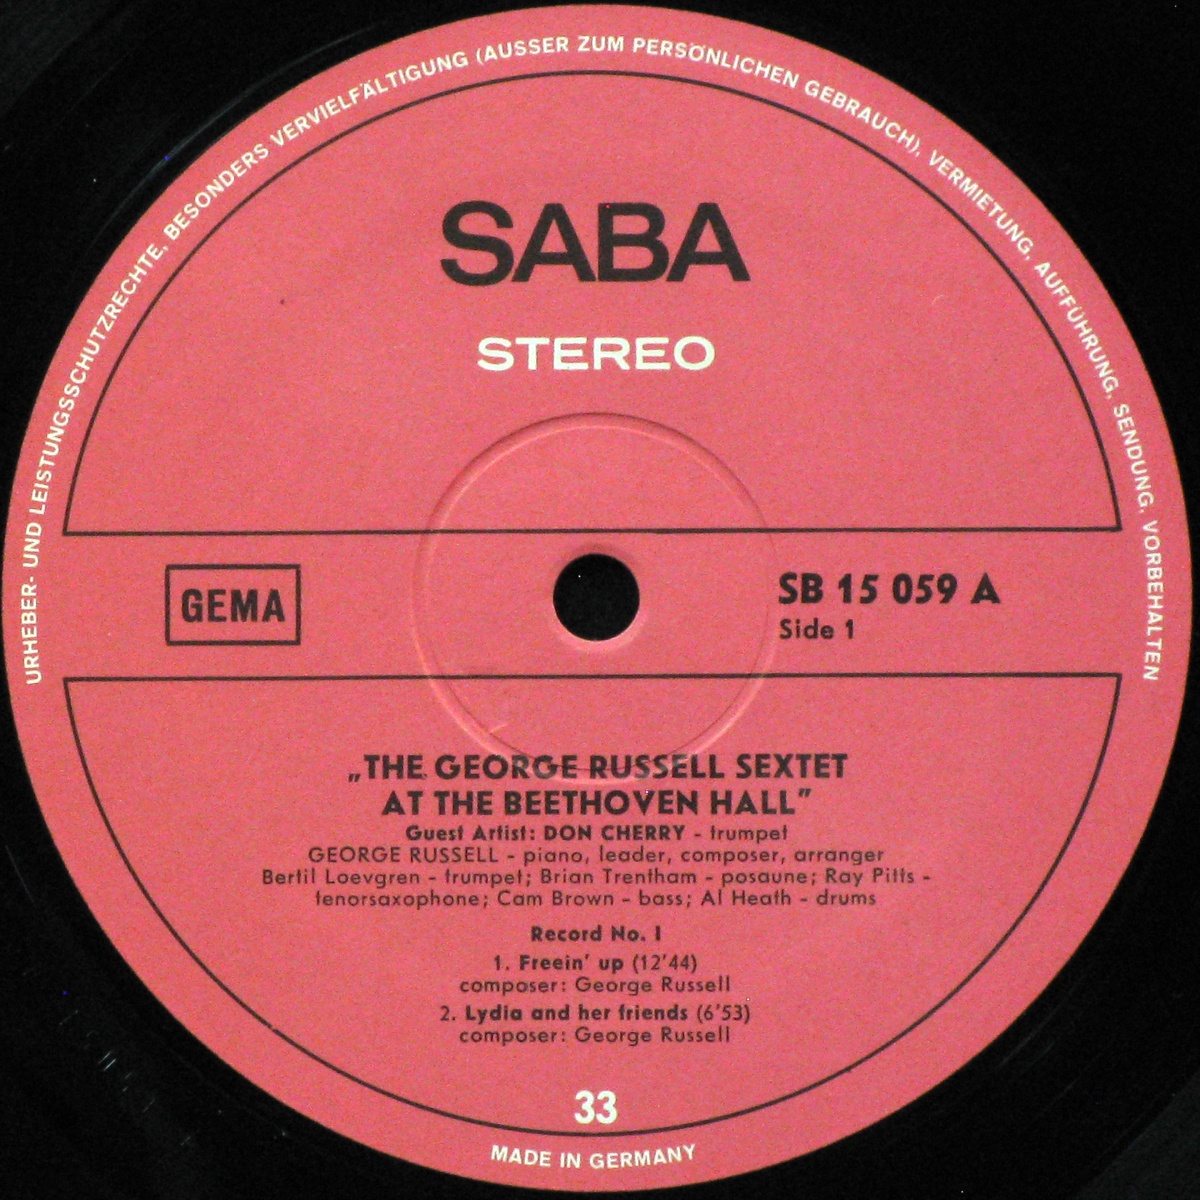 URHEBER- UND LEISTUNGSSCHUTZRECHTE, BESONDERS VERVIELFÄLTIGUNG (AUSSER ZUM PERSÖNLICHEN GEBRAUCH), VERMIETUNG, AUFFÜHRUNG, SENDUNG, VORBEHALTEN
SABA
STEREO
GEMA
SB 15 059 A
Side 1
„THE GEORGE RUSSELL SEXTET
AT THE BEETHOVEN HALL”
Guest Artist: DON CHERRY - trumpet
GEORGE RUSSELL - piano, leader, composer, arranger
Bertil Loevgren - trumpet; Brian Trentham - posaune; Ray Pitts -
tenorsaxophone; Cam Brown - bass; Al Heath - drums
Record No. 1
1. Freein' up (12'44)
composer: George Russell
2. Lydia and her friends (6'53)
composer: George Russell
33
MADE IN GERMANY